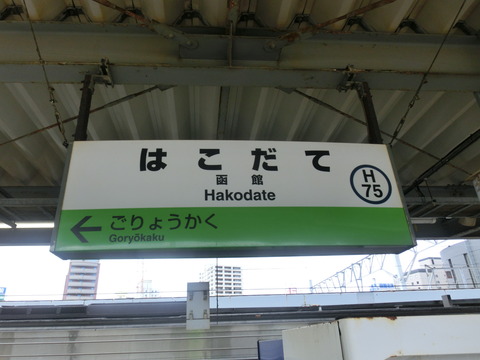 はこだて
函館
Hakodate
H
75
← ごりょうかく
Goryōkaku